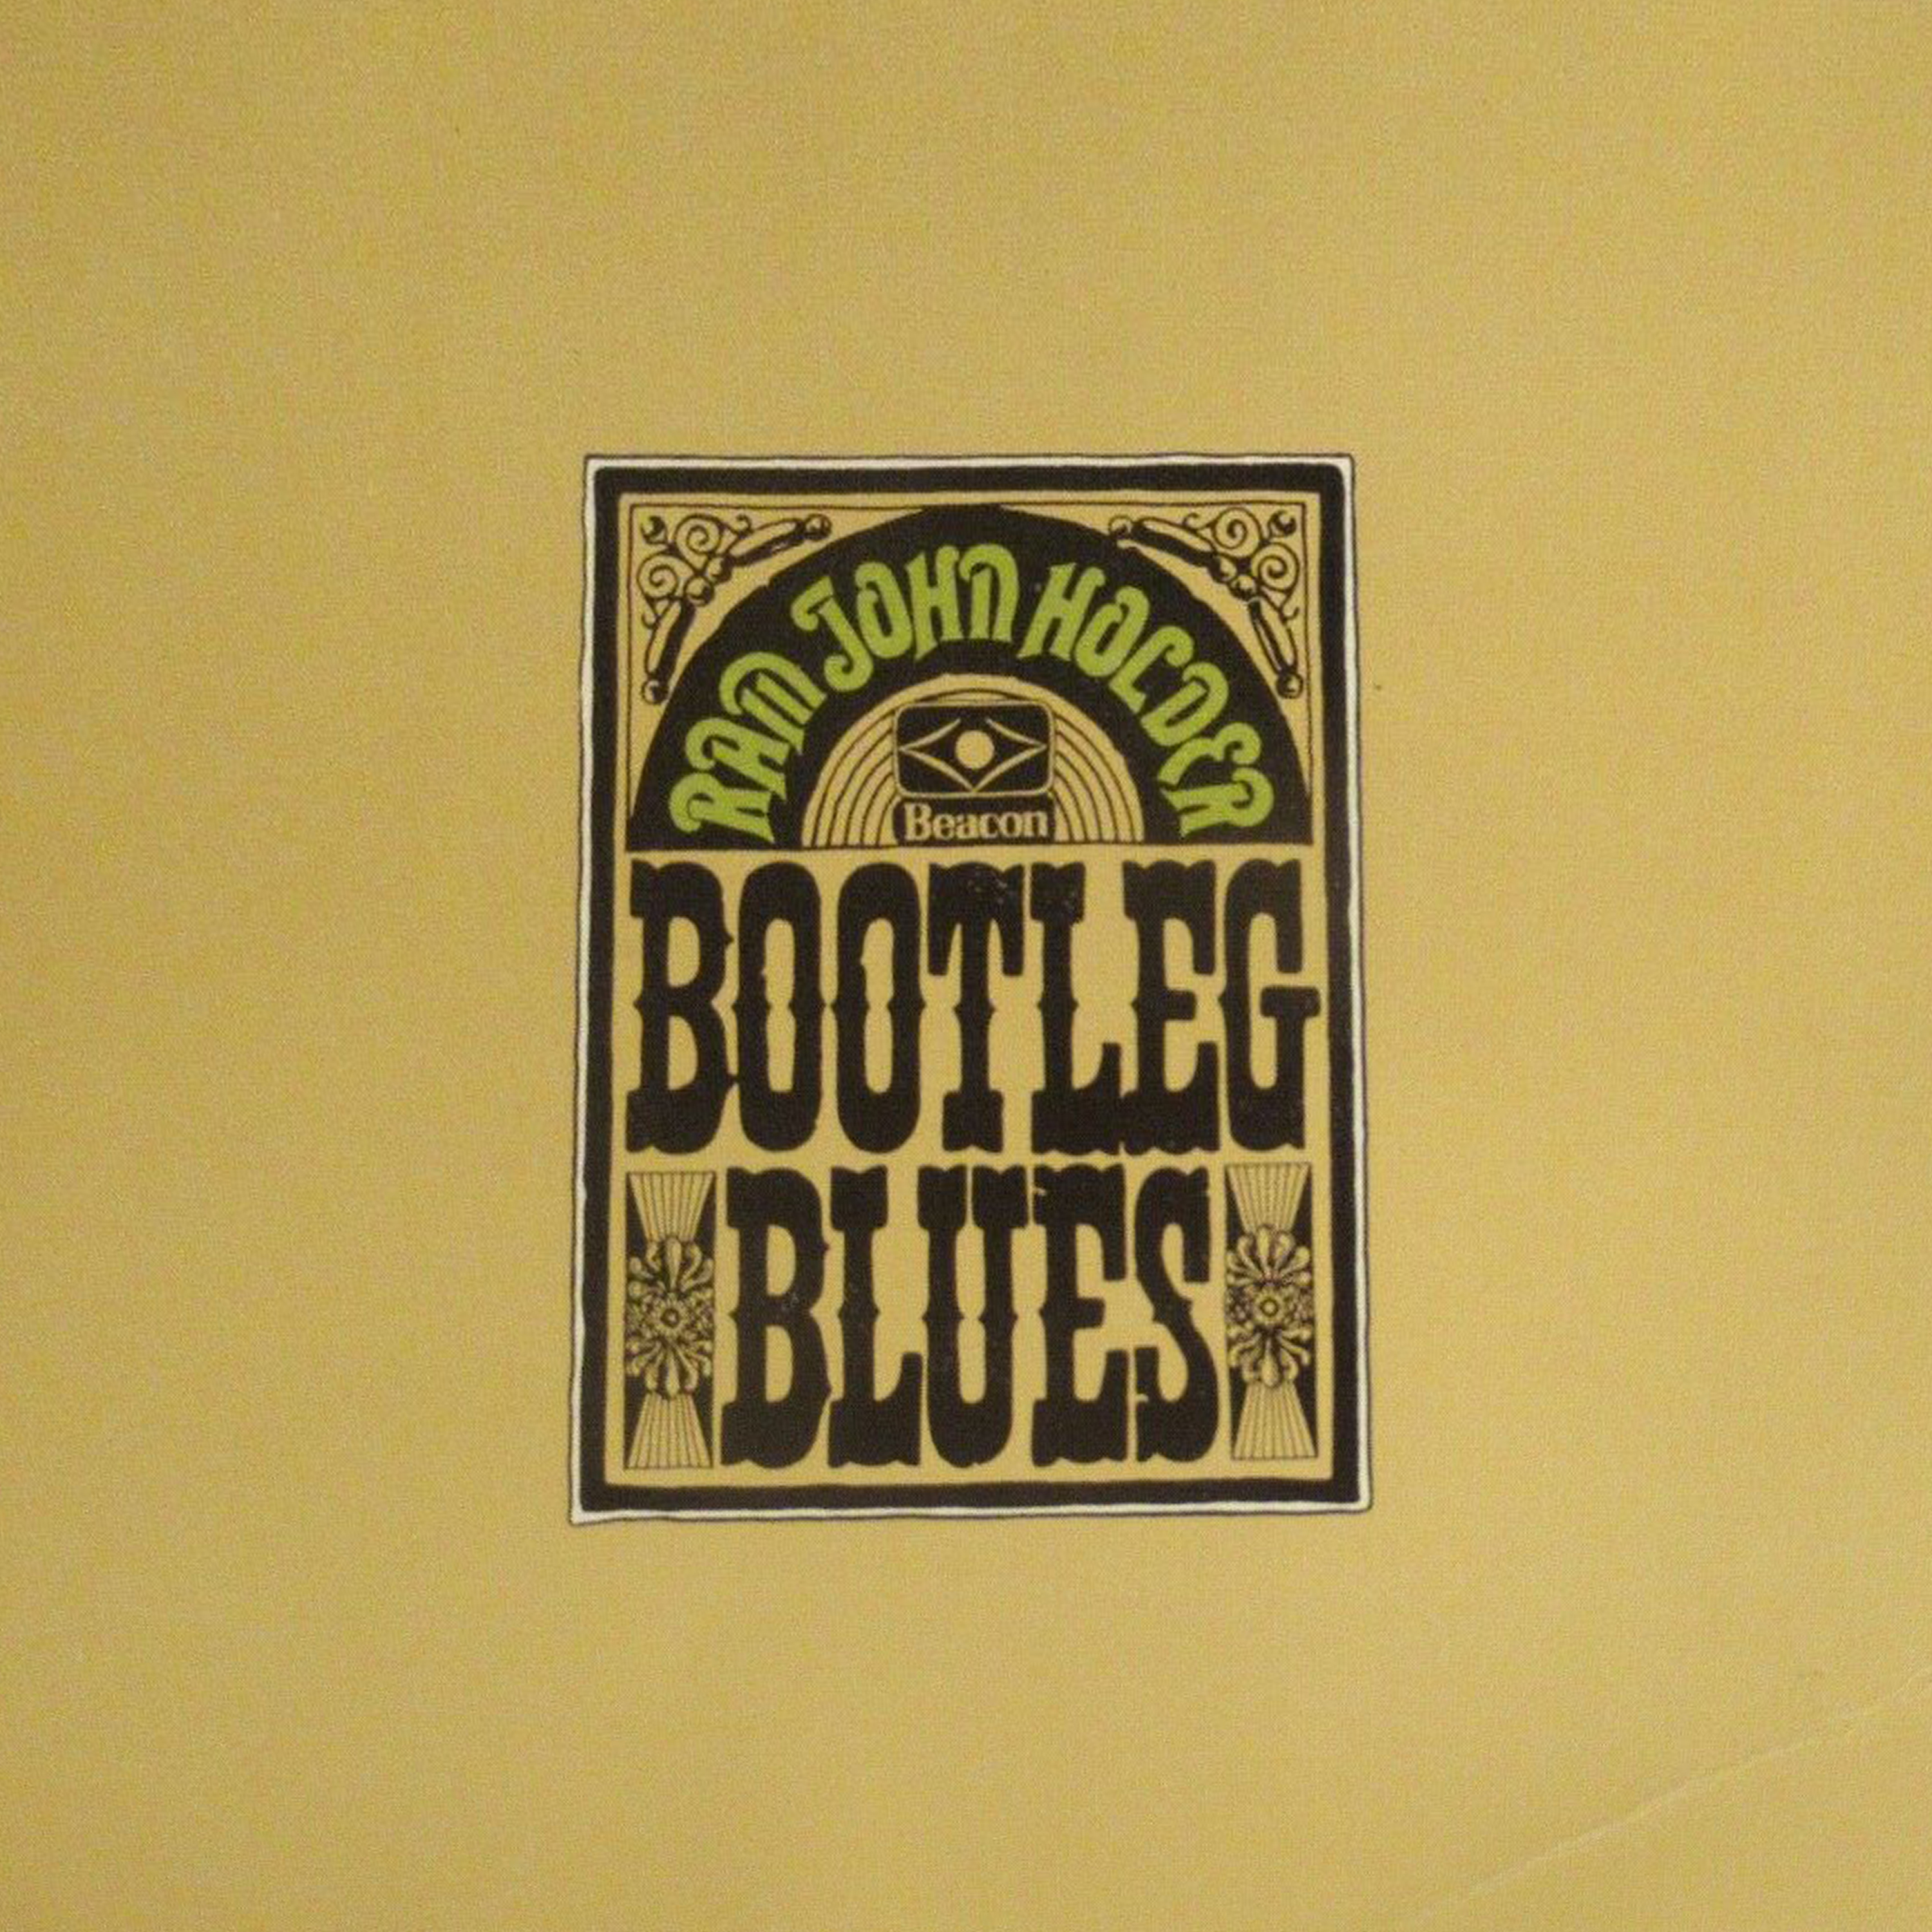 RAM JOHN HOLDER
Beacon
BOOTLEG
BLUES